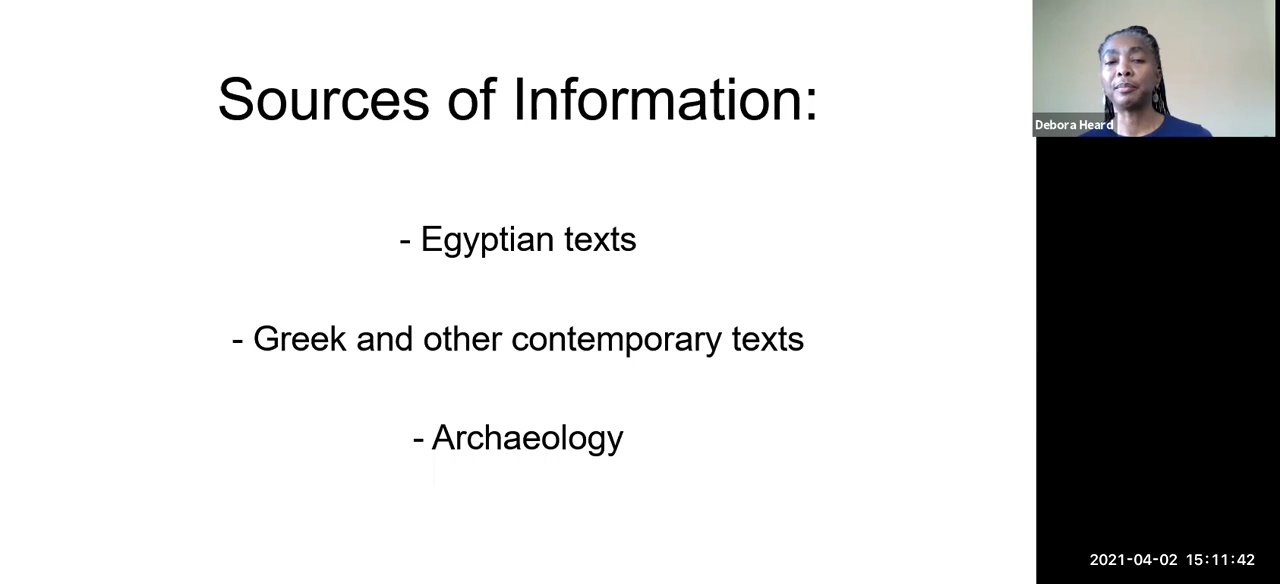 Sources of Information:
- Egyptian texts
- Greek and other contemporary texts
- Archaeology
Debora Heard
2021-04-02 15:11:42